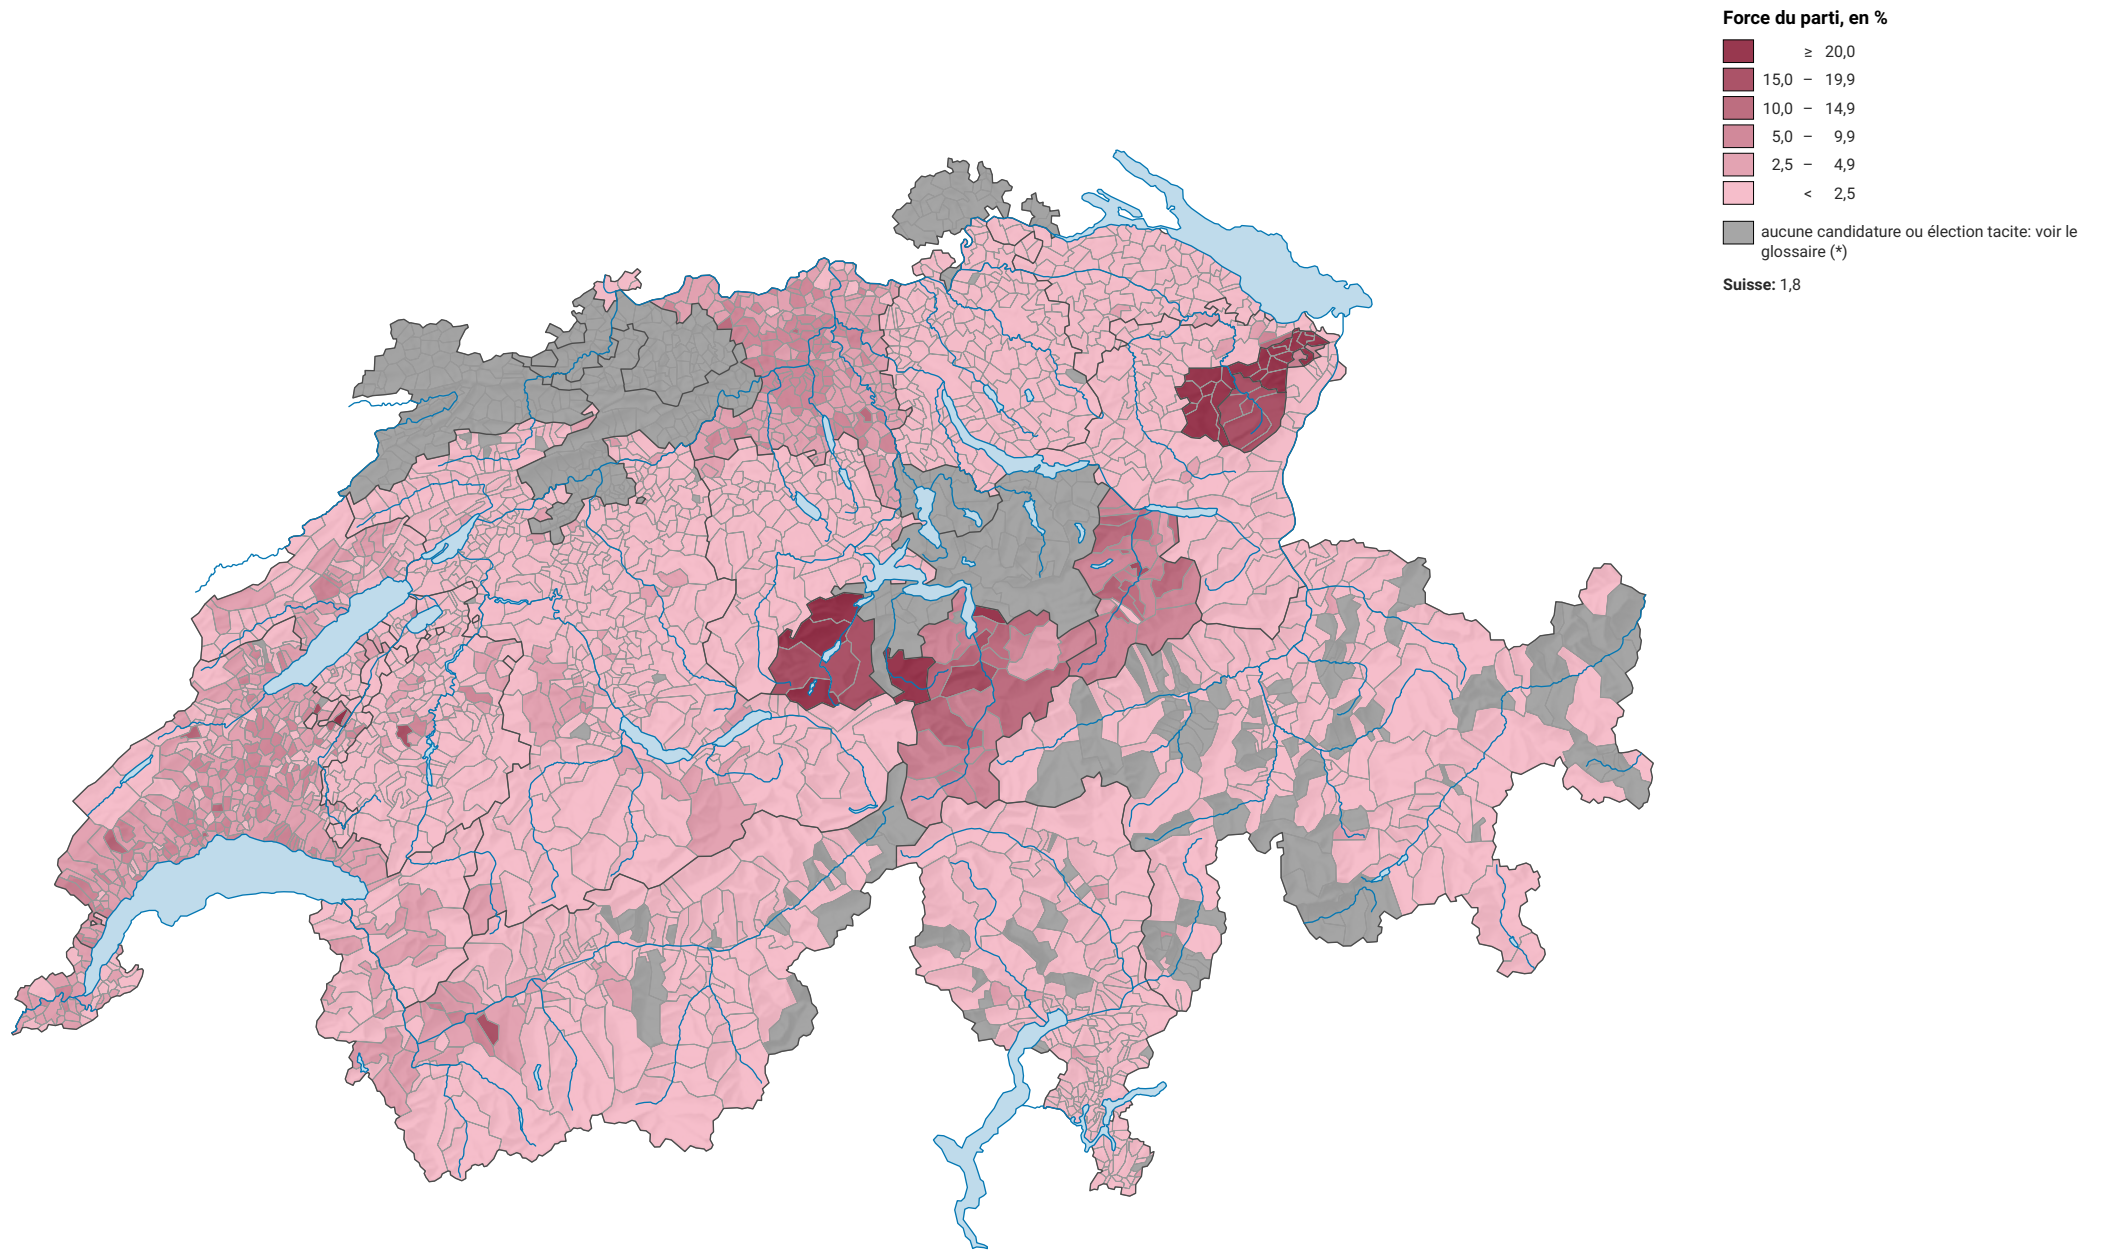 Force du parti, en %
≥ 20,0
15,0 – 19,9
10,0 – 14,9
5,0 – 9,9
2,5 – 4,9
< 2,5
aucune candidature ou élection tacite: voir le
glossaire (*)
Suisse: 1,8